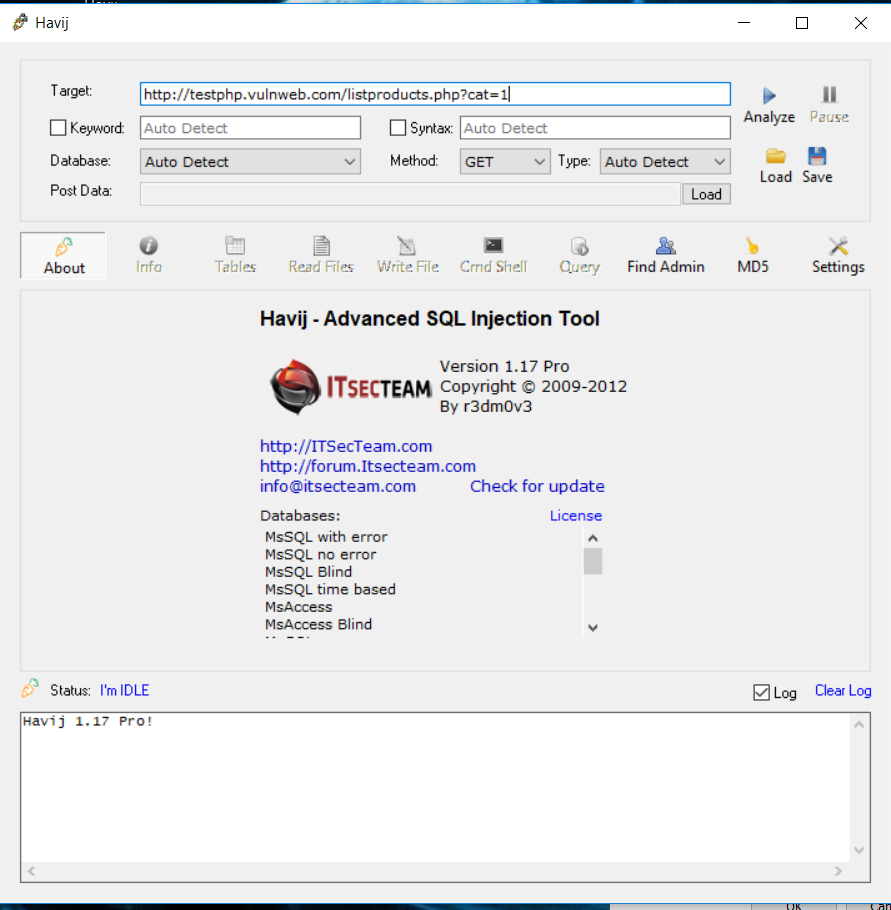 Havij
Target: http://testphp.vulnweb.com/listproducts.php?cat=1
Analyze Pause
Keyword: Auto Detect Syntax: Auto Detect
Database: Auto Detect Method: GET Type: Auto Detect
Load Save
Post Data: Load
About Info Tables Read Files Write File Cmd Shell Query Find Admin MD5 Settings
Havij - Advanced SQL Injection Tool
ITSECTEAM
Version 1.17 Pro
Copyright © 2009-2012
By r3dm0v3
http://ITSecTeam.com
http://forum.Itsecteam.com
info@itsecteam.com Check for update
Databases: License
MsSQL with error
MsSQL no error
MsSQL Blind
MsSQL time based
MsAccess
MsAccess Blind
Status: I'm IDLE Log Clear Log
Havij 1.17 Pro!